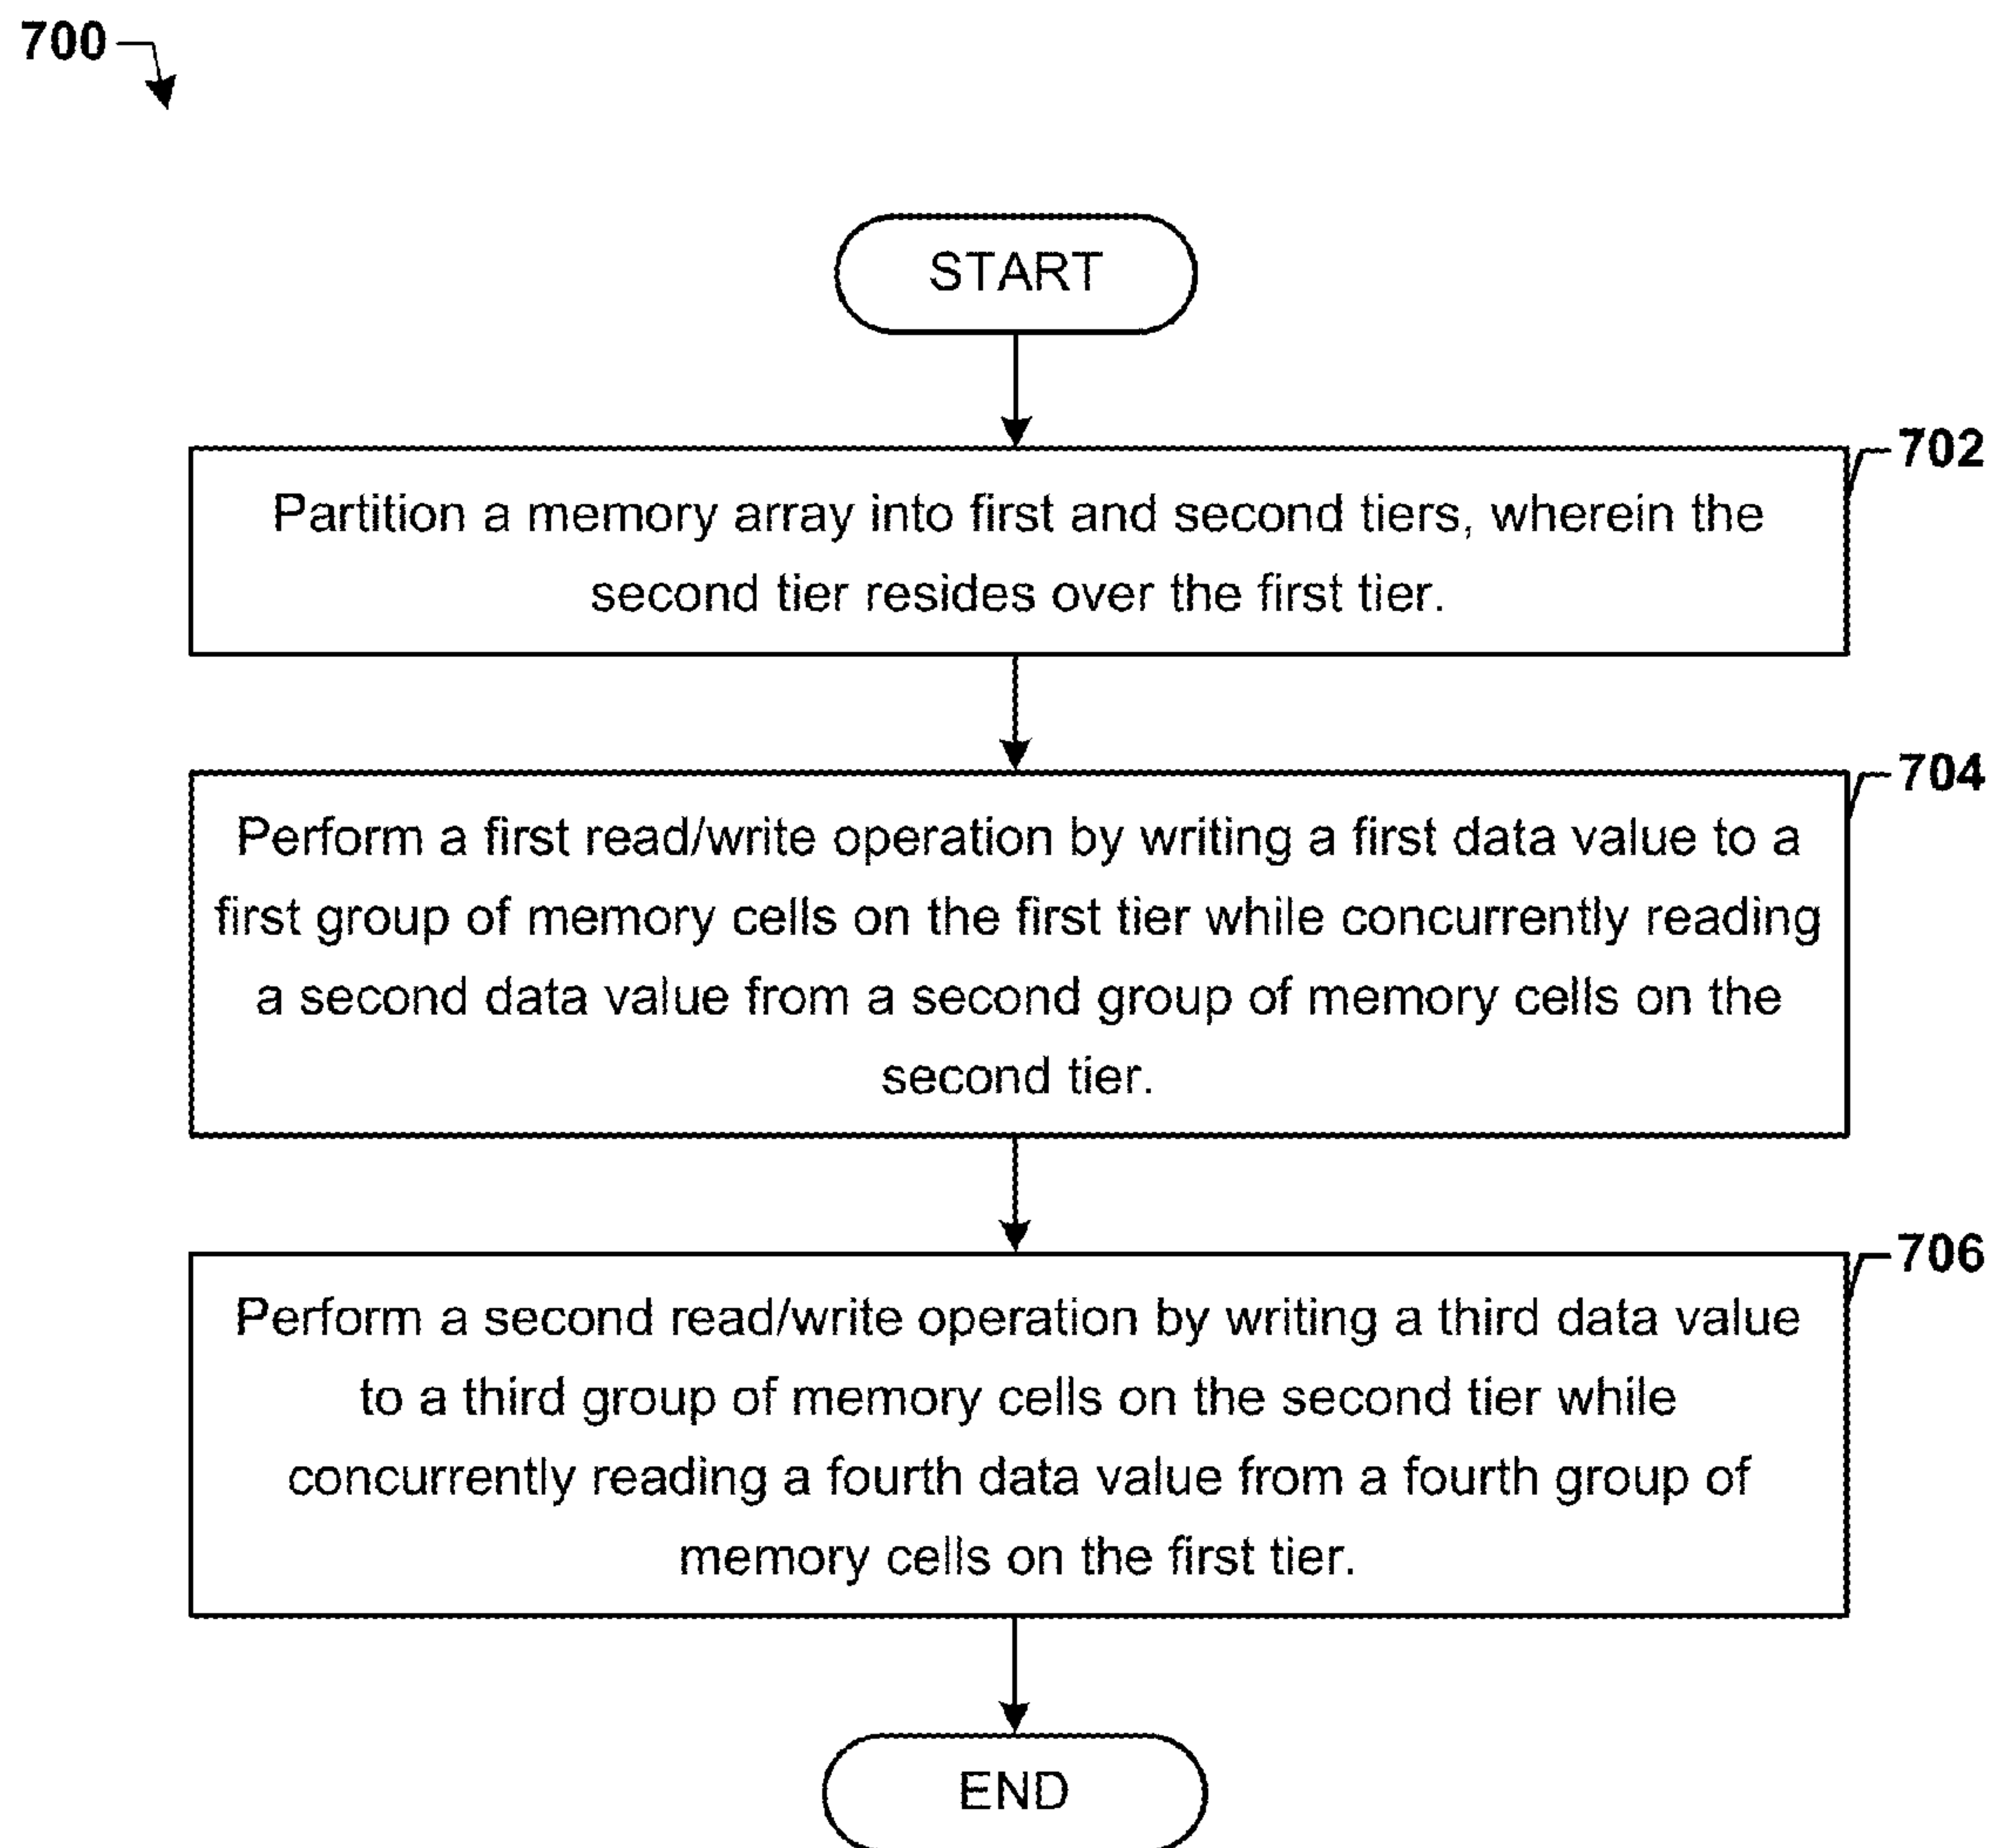 700
START
702
Partition a memory array into first and second tiers, wherein the
second tier resides over the first tier.
704
Perform a first read/write operation by writing a first data value to a
first group of memory cells on the first tier while concurrently reading
a second data value from a second group of memory cells on the
second tier.
706
Perform a second read/write operation by writing a third data value
to a third group of memory cells on the second tier while
concurrently reading a fourth data value from a fourth group of
memory cells on the first tier.
END